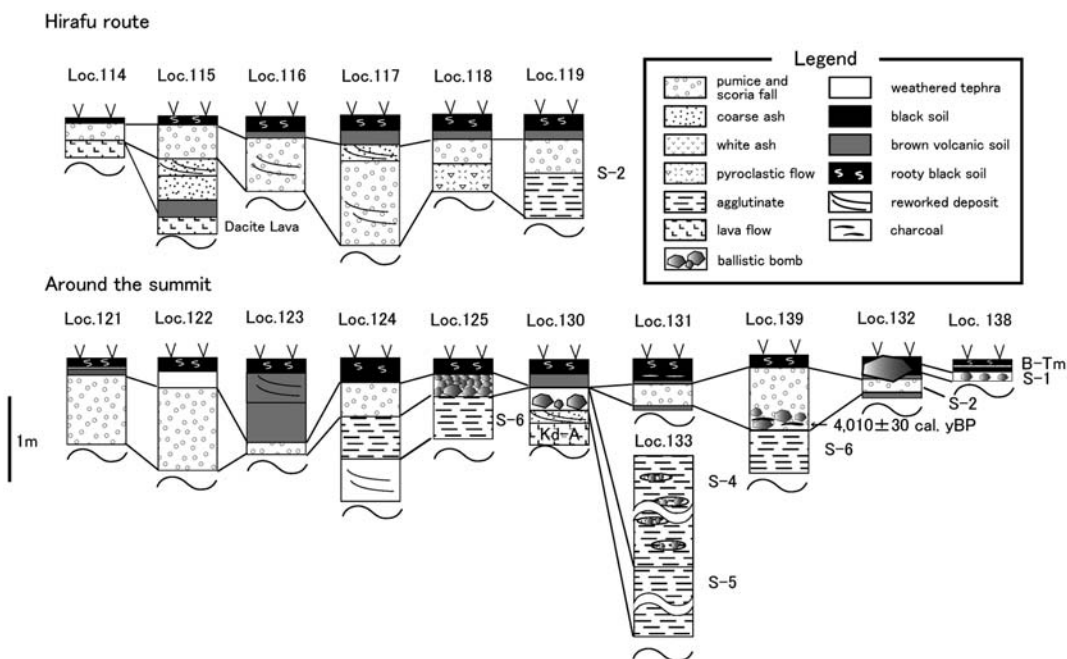 Hirafu route
Loc.114 Loc.115 Loc.116 Loc.117 Loc.118 Loc.119
S-2
Dacite Lava
Legend
pumice and
scoria fall
coarse ash
white ash
pyroclastic flow
agglutinate
lava flow
ballistic bomb
weathered tephra
black soil
brown volcanic soil
rooty black soil
reworked deposit
charcoal
Around the summit
Loc.121 Loc.122 Loc.123 Loc.124 Loc.125 Loc.130 Loc.131 Loc.139 Loc.132 Loc. 138
B-Tm
S-1
S-2
4,010±30 cal. yBP
S-6
S-6
Kd-A
1m
Loc.133
S-4
S-5